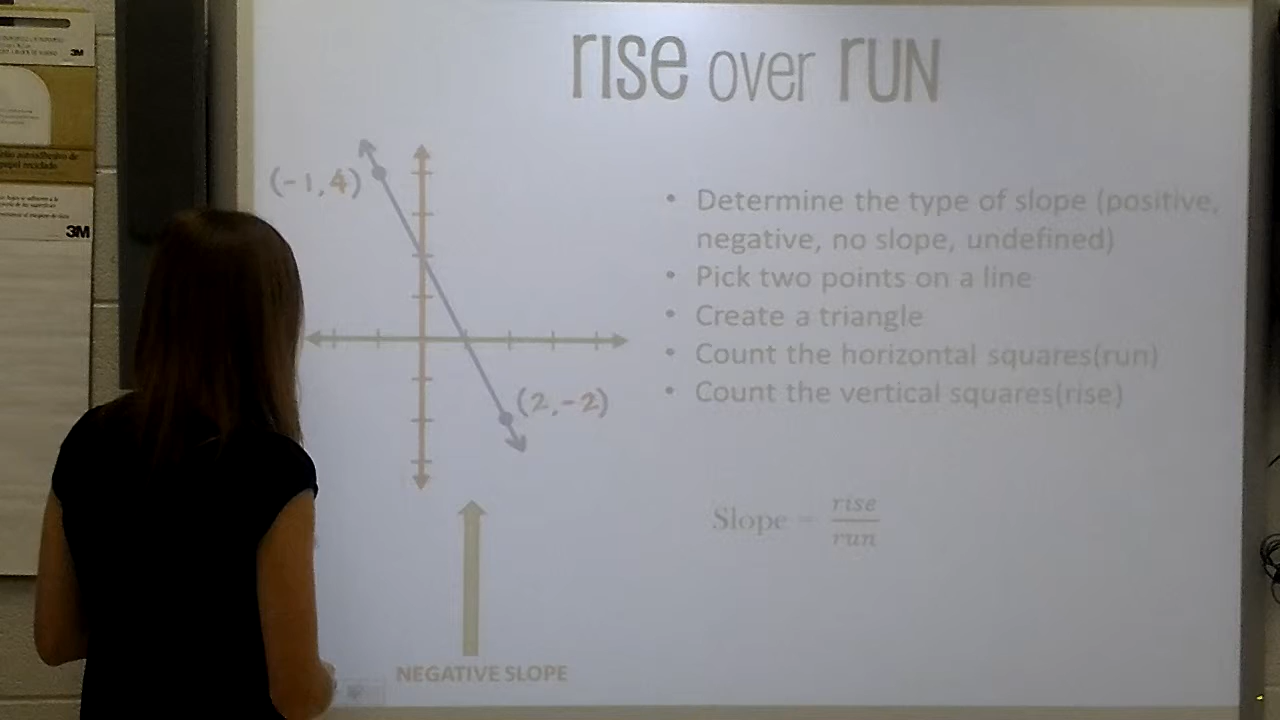 3M
papel reciclado
3M
rise over run
(-1,4)
(2,-2)
NEGATIVE SLOPE
• Determine the type of slope (positive,
negative, no slope, undefined)
• Pick two points on a line
• Create a triangle
• Count the horizontal squares(run)
• Count the vertical squares(rise)
Slope = rise
run